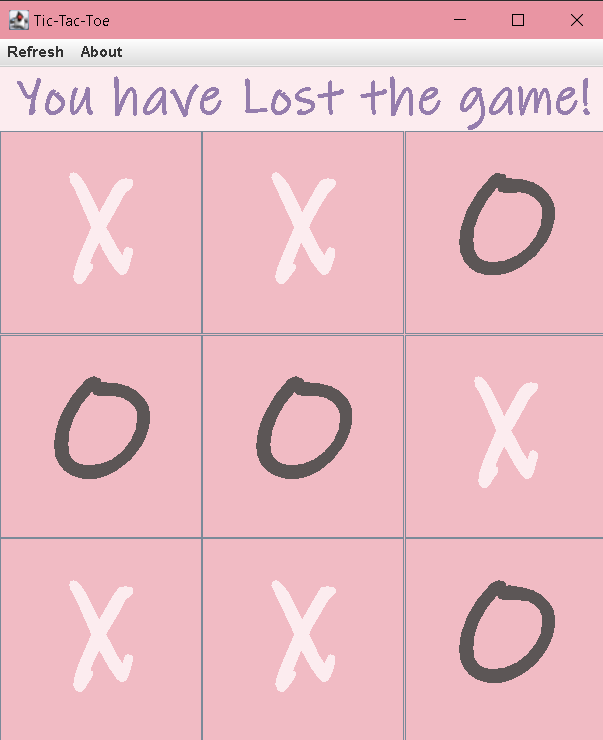 Tic-Tac-Toe
Refresh About
You have Lost the game!
X X O
O O X
X X O